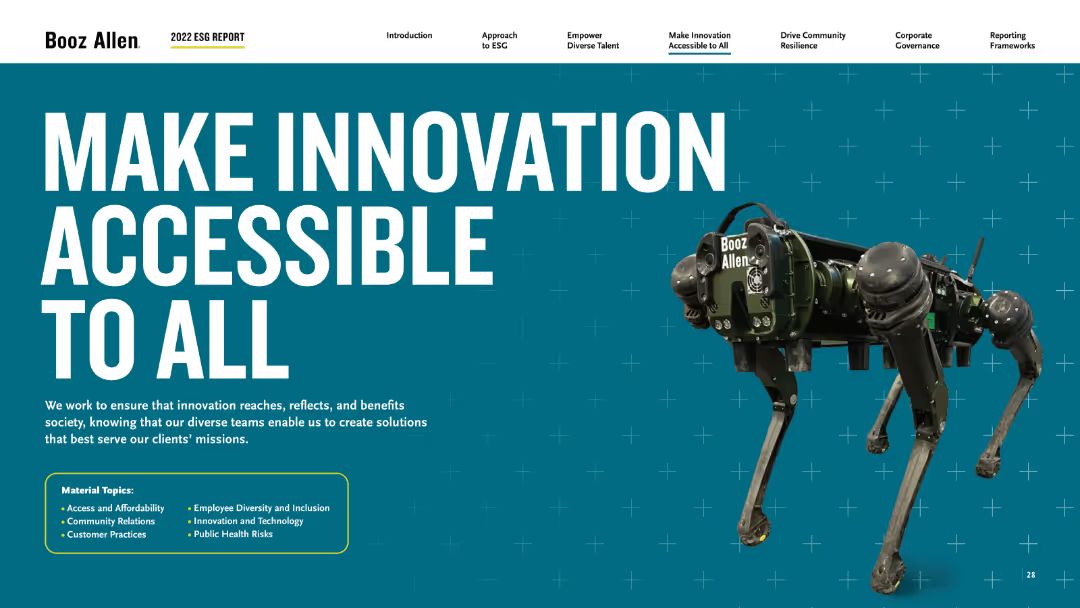 Booz Allen
2022 ESG REPORT
Introduction
Approach
to ESG
Empower
Diverse Talent
Make Innovation
Accessible to All
Drive Community
Resilience
Corporate
Governance
Reporting
Frameworks
MAKE INNOVATION
ACCESSIBLE
TO ALL
We work to ensure that innovation reaches, reflects, and benefits
society, knowing that our diverse teams enable us to create solutions
that best serve our clients’ missions.
Material Topics:
• Access and Affordability
• Community Relations
• Customer Practices
• Employee Diversity and Inclusion
• Innovation and Technology
• Public Health Risks
Booz
Allen
28